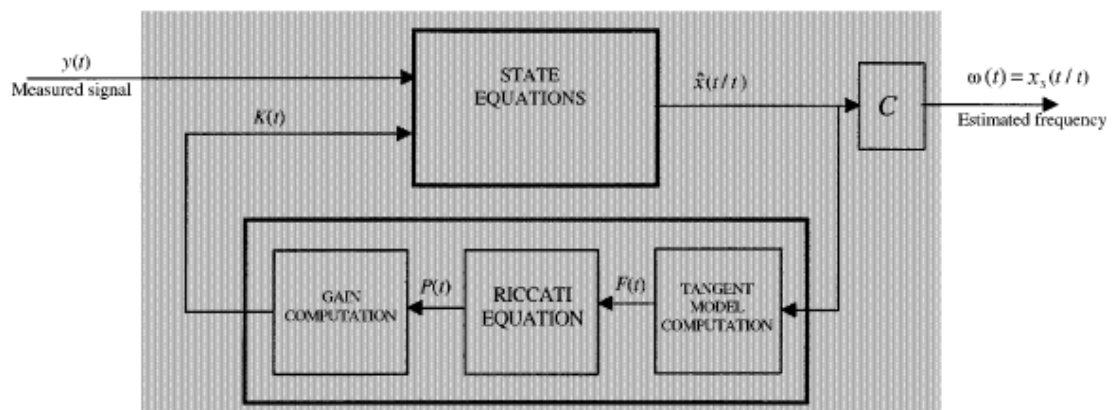 y(t)
Measured signal
K(t)
STATE
EQUATIONS
x̂(t/t)
C
ω(t) = x₃(t/t)
Estimated frequency
GAIN
COMPUTATION
P(t)
RICCATI
EQUATION
F(t)
TANGENT
MODEL
COMPUTATION